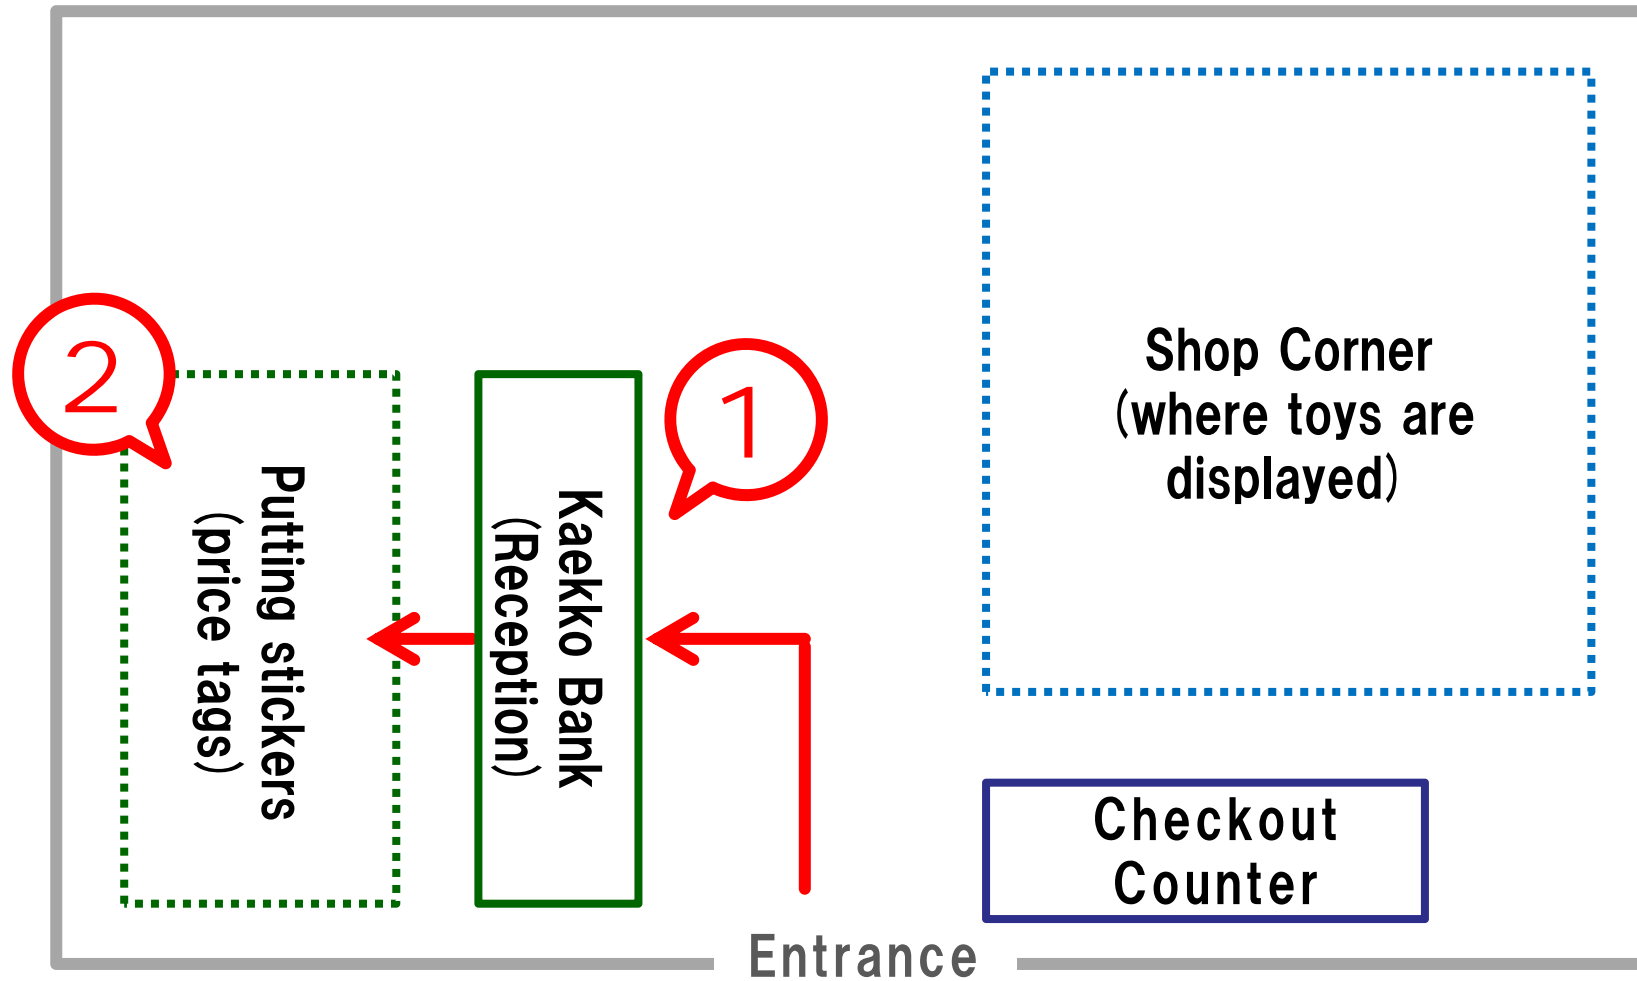 2
Putting stickers
(price tags)
1
Kaekko Bank
(Reception)
Shop Corner
(where toys are
displayed)
Checkout
Counter
Entrance